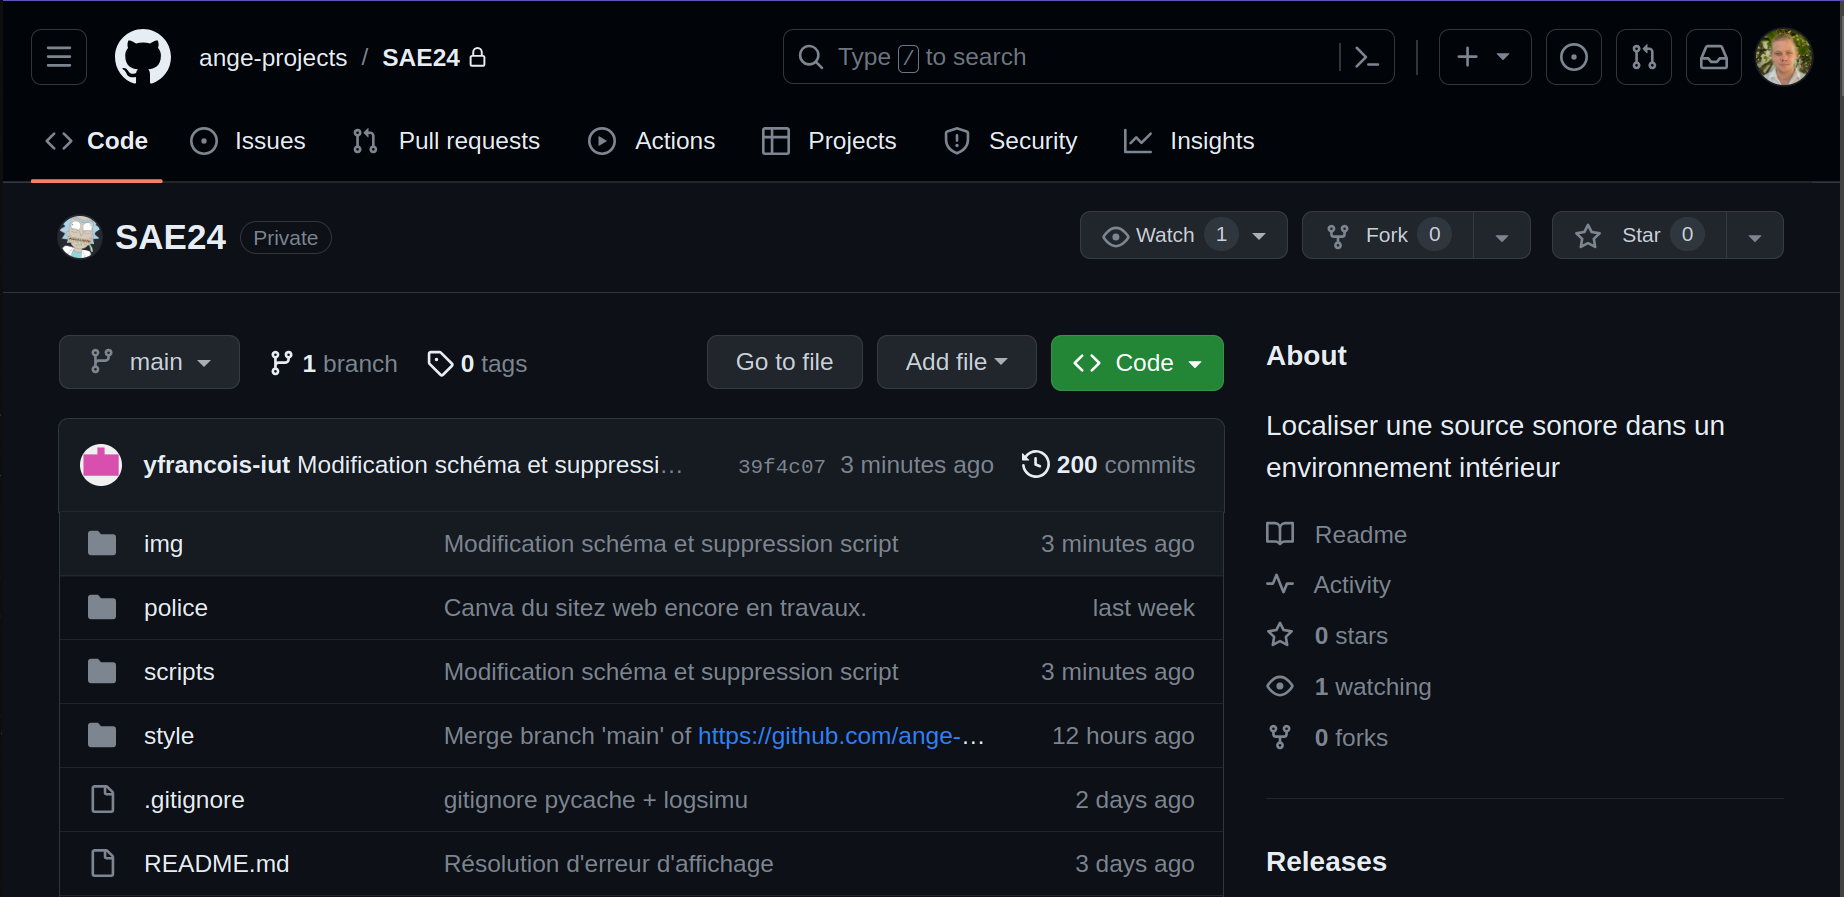 ange-projects / SAE24
Type / to search
Code Issues Pull requests Actions Projects Security Insights
SAE24 Private
Watch 1 Fork 0 Star 0
main 1 branch 0 tags Go to file Add file Code
yfrancois-iut Modification schéma et suppressi… 39f4c07 3 minutes ago 200 commits
img Modification schéma et suppression script 3 minutes ago
police Canva du sitez web encore en travaux. last week
scripts Modification schéma et suppression script 3 minutes ago
style Merge branch 'main' of https://github.com/ange-… 12 hours ago
.gitignore gitignore pycache + logsimu 2 days ago
README.md Résolution d'erreur d'affichage 3 days ago
About
Localiser une source sonore dans un
environnement intérieur
Readme
Activity
0 stars
1 watching
0 forks
Releases